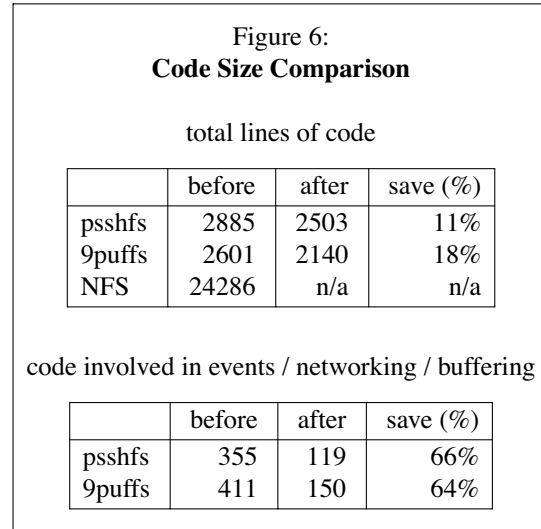 Figure 6:
Code Size Comparison
total lines of code
before after save (%)
psshfs 2885 2503 11%
9puffs 2601 2140 18%
NFS 24286 n/a n/a
code involved in events / networking / buffering
before after save (%)
psshfs 355 119 66%
9puffs 411 150 64%